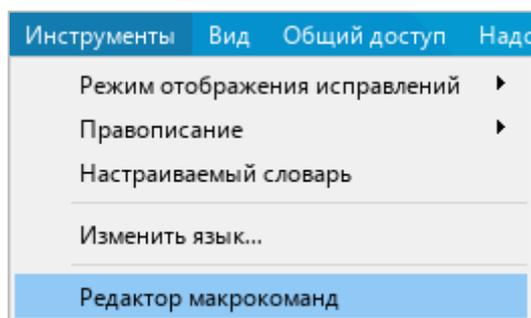 Инструменты Вид Общий доступ
Режим отображения исправлений
Правописание
Настраиваемый словарь
Изменить язык...
Редактор макрокоманд